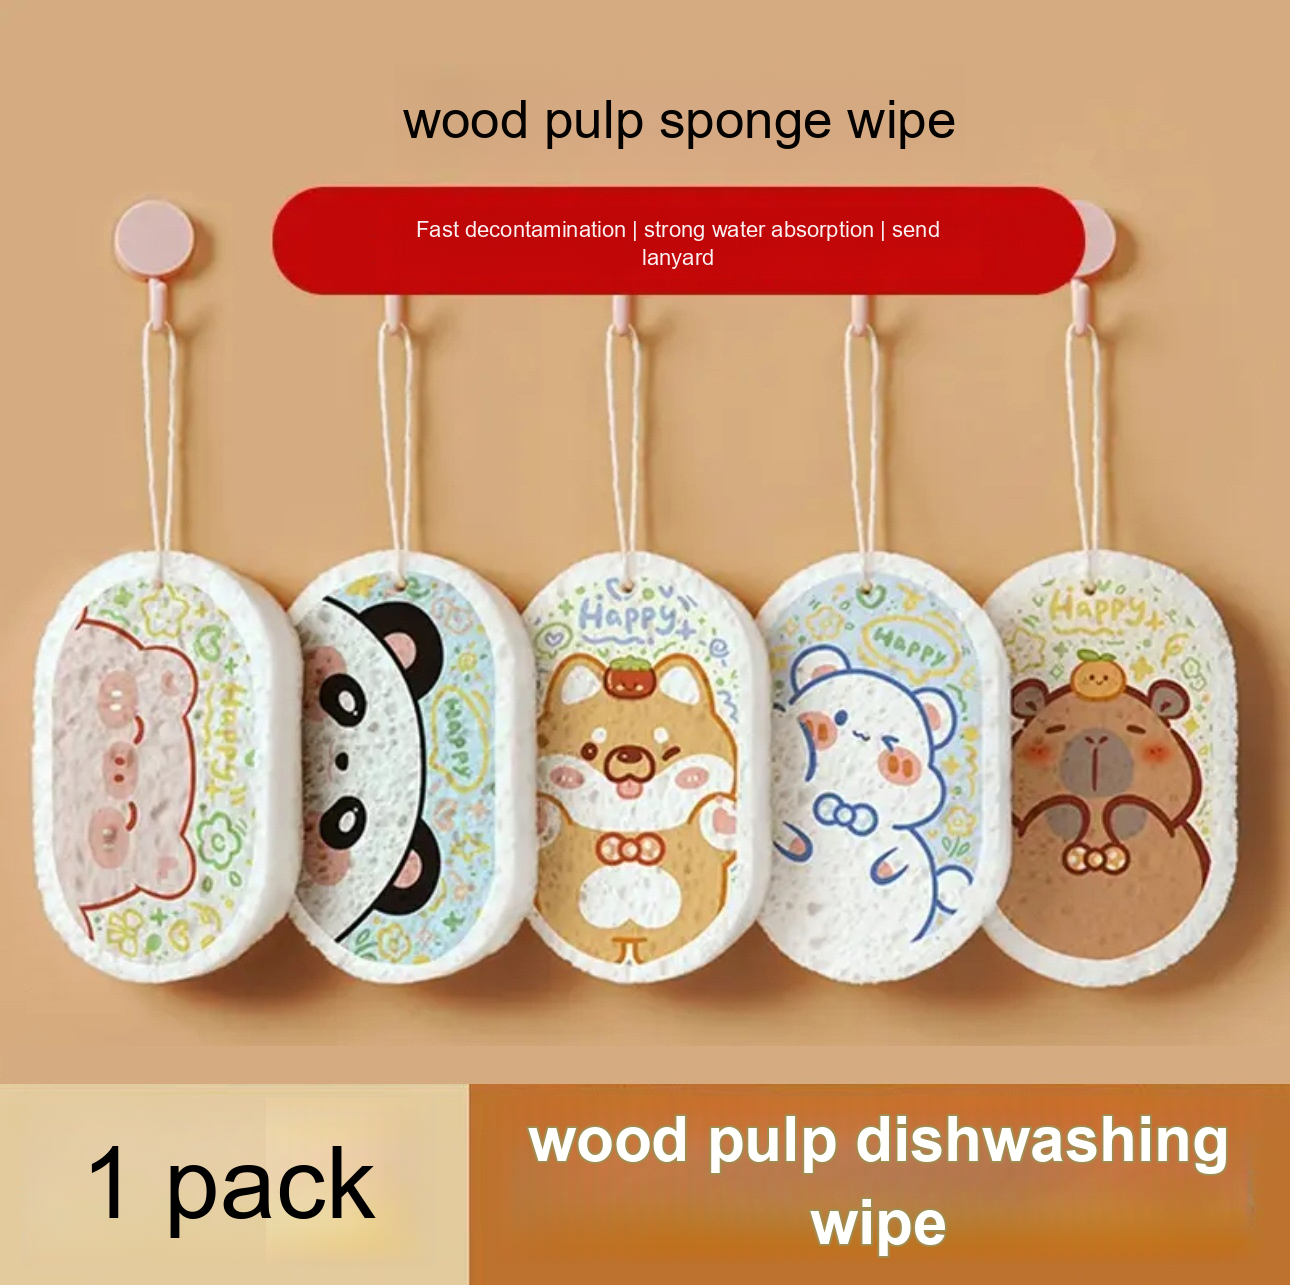 wood pulp sponge wipe
Fast decontamination | strong water absorption | send
lanyard
Happy
Happy
Happy
Happy
Happy
1 pack
wood pulp dishwashing
wipe